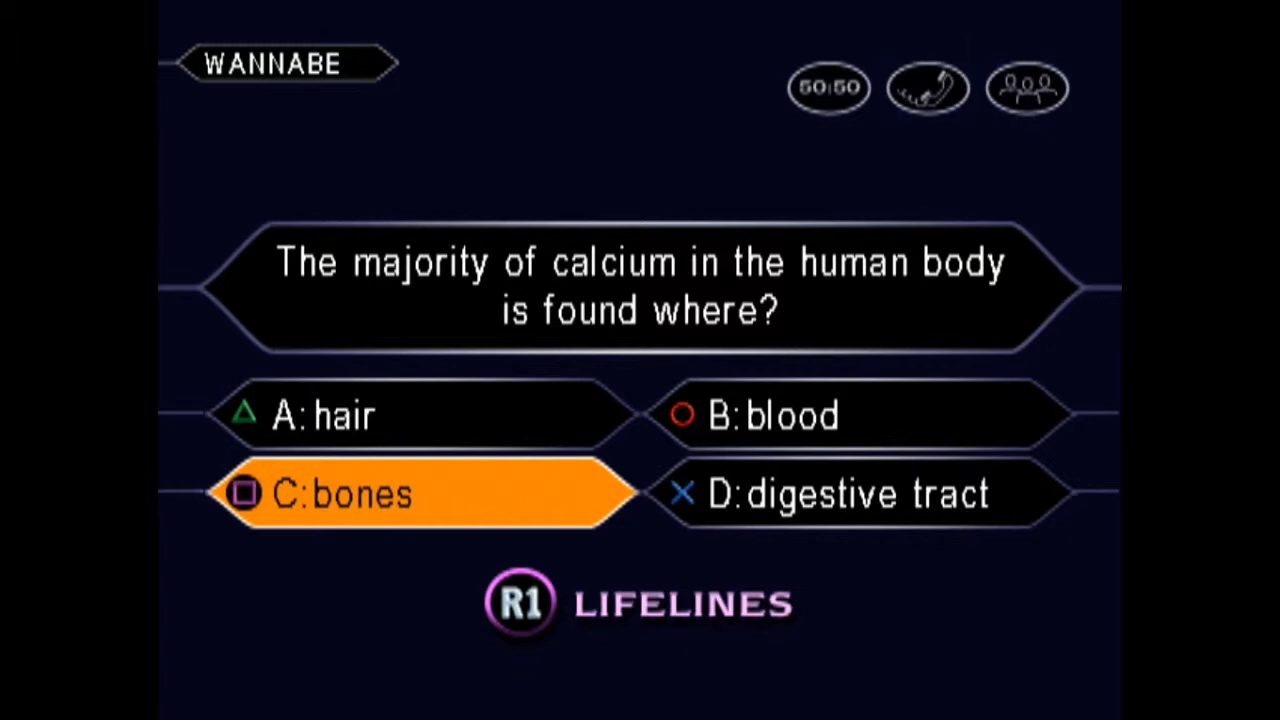 WANNABE
50:50
The majority of calcium in the human body
is found where?
A: hair
B: blood
C: bones
D: digestive tract
R1 LIFELINES